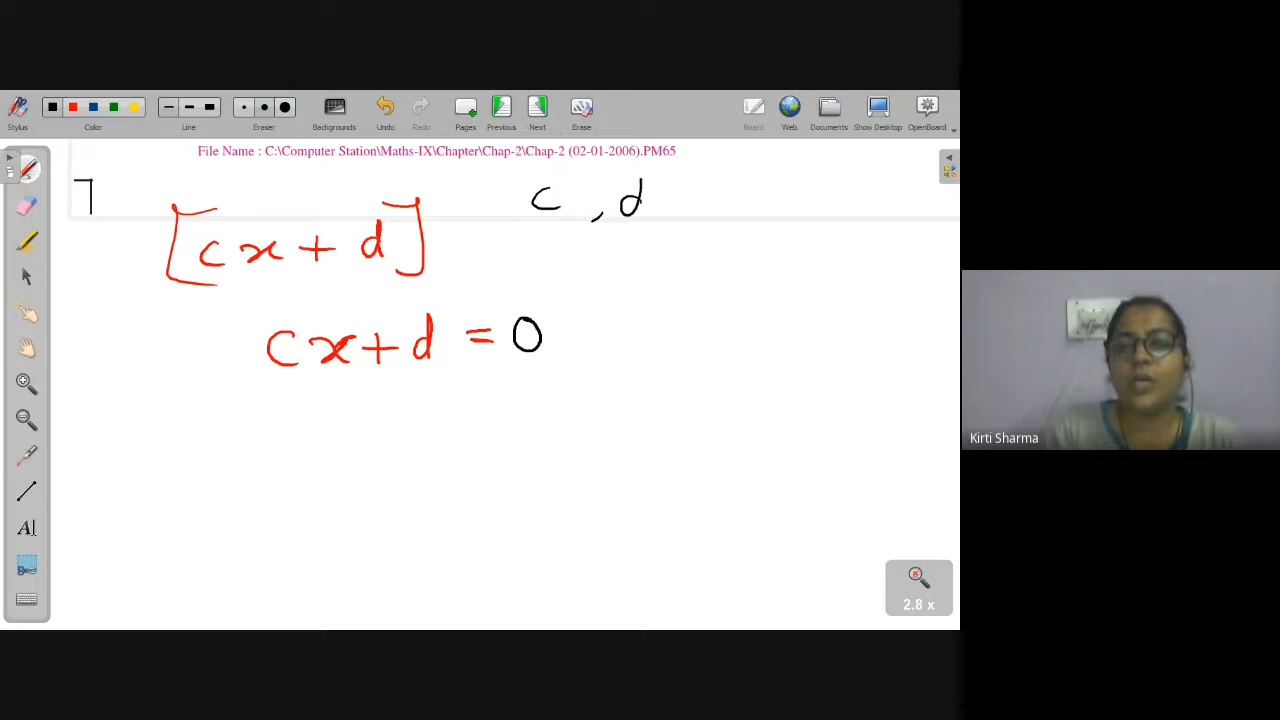 Stylus Color Line Eraser Backgrounds Undo Redo Pages Previous Next Erase Board Web Documents Show Desktop OpenBoard
File Name : C:\Computer Station\Maths-IX\Chapter\Chap-2\Chap-2 (02-01-2006).PM65
c , d
[cx + d]
cx + d = 0
Kirti Sharma
A
2.8 x